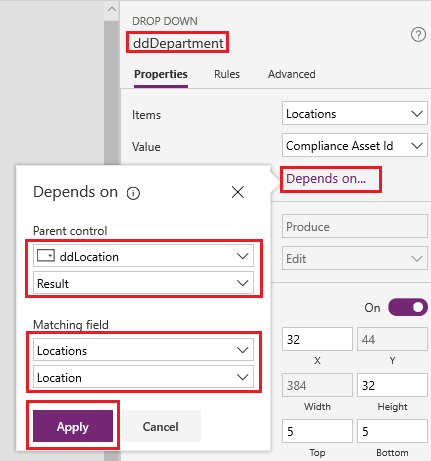 DROP DOWN
ddDepartment
Properties Rules Advanced
Items Locations
Value Compliance Asset Id
Depends on...
Depends on
Parent control
ddLocation
Result
Matching field
Locations
Location
Apply Cancel
Produce
Edit
On
32 44
X Y
384 32
Width Height
5 5
Top Bottom